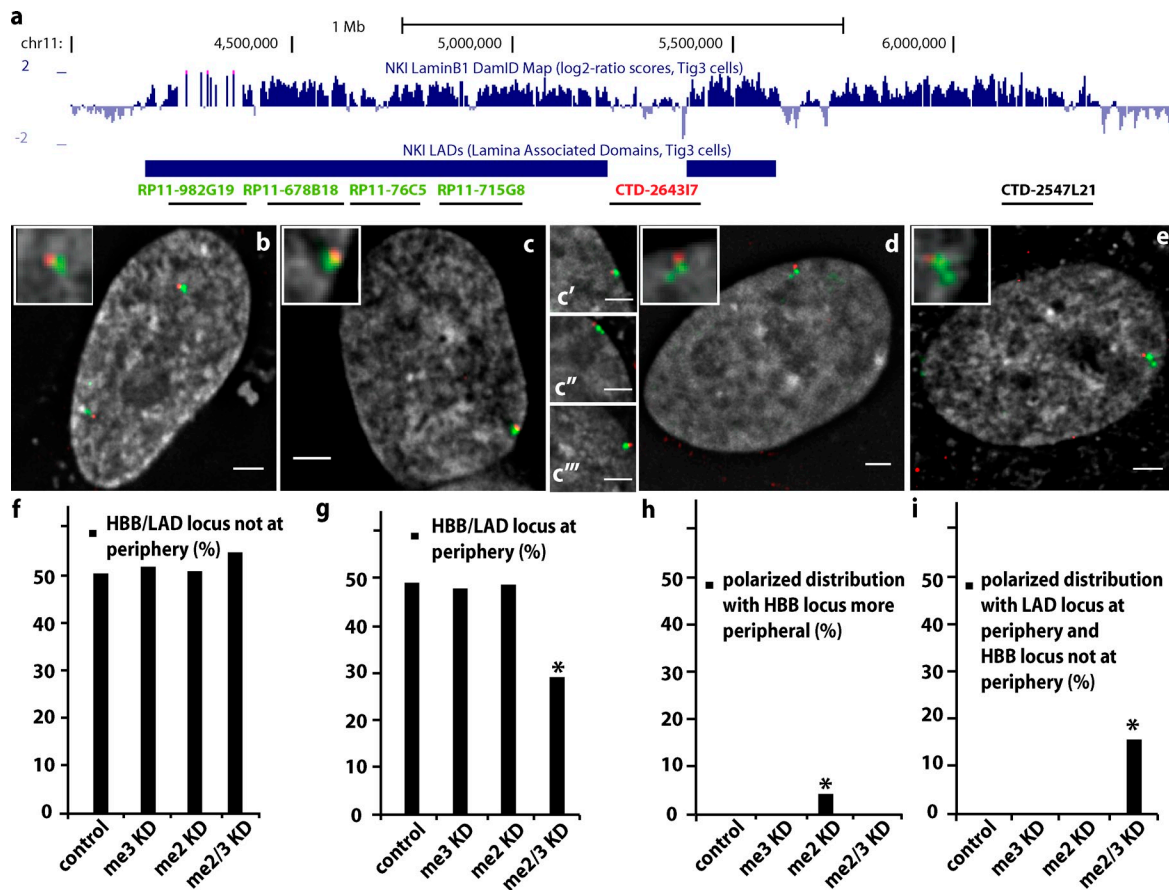 a
1 Mb
chr11: 4,500,000 5,000,000 5,500,000 6,000,000
2
NKI LaminB1 DamID Map (log2-ratio scores, Tig3 cells)
-2
NKI LADs (Lamina Associated Domains, Tig3 cells)
RP11-982G19 RP11-678B18 RP11-76C5 RP11-715G8 CTD-2643I7 CTD-2547L21
b
c
c′
c″
c‴
d
e
f
HBB/LAD locus not at
periphery (%)
50
40
30
20
10
0
control me3 KD me2 KD me2/3 KD
g
HBB/LAD locus at
periphery (%)
50
40
30
20
10
0
*
control me3 KD me2 KD me2/3 KD
h
polarized distribution
with HBB locus more
peripheral (%)
50
40
30
20
10
0
*
control me3 KD me2 KD me2/3 KD
i
polarized distribution
with LAD locus at
periphery and
HBB locus not at
periphery (%)
50
40
30
20
10
0
*
control me3 KD me2 KD me2/3 KD